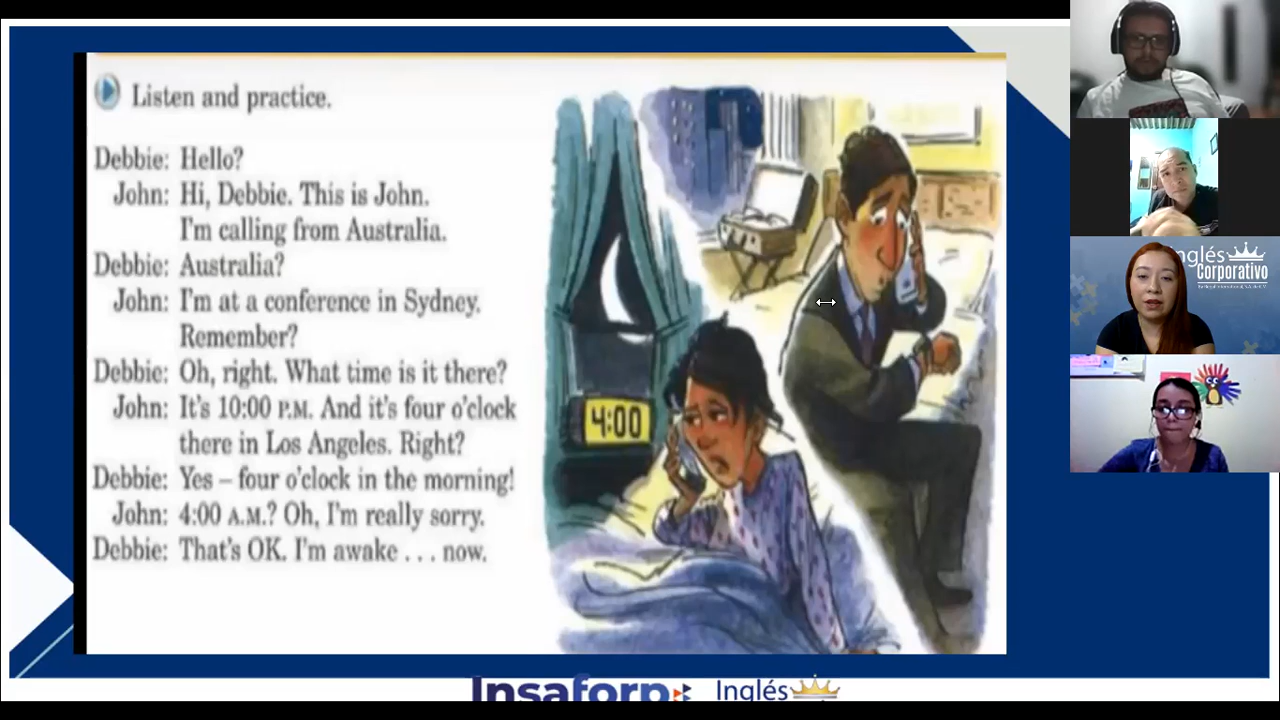 Listen and practice.
Debbie: Hello?
John: Hi, Debbie. This is John.
I'm calling from Australia.
Debbie: Australia?
John: I'm at a conference in Sydney.
Remember?
Debbie: Oh, right. What time is it there?
John: It's 10:00 P.M. And it's four o'clock
there in Los Angeles. Right?
Debbie: Yes – four o'clock in the morning!
John: 4:00 A.M.? Oh, I'm really sorry.
Debbie: That's OK. I'm awake . . . now.
4:00
Insaforp
Inglés
Inglés
Corporativo